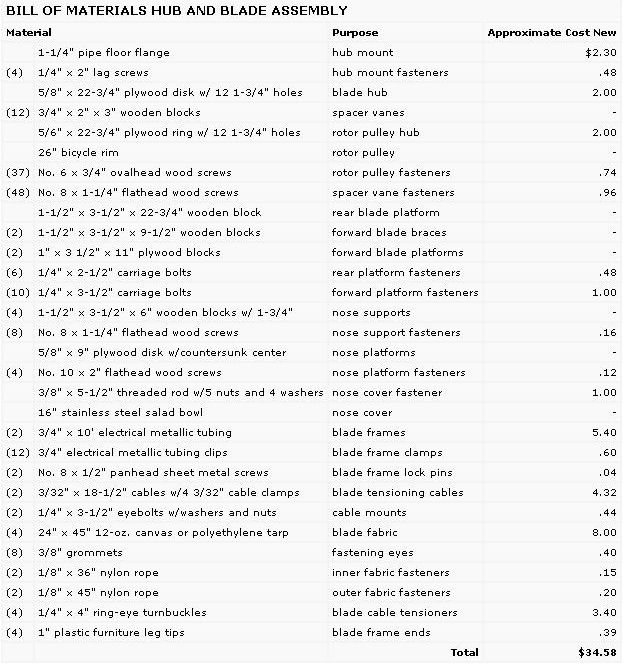 BILL OF MATERIALS HUB AND BLADE ASSEMBLY
Material Purpose Approximate Cost New
1-1/4" pipe floor flange hub mount $2.30
(4) 1/4" x 2" lag screws hub mount fasteners .48
5/8" x 22-3/4" plywood disk w/ 12 1-3/4" holes blade hub 2.00
(12) 3/4" x 2" x 3" wooden blocks spacer vanes -
5/6" x 22-3/4" plywood ring w/ 12 1-3/4" holes rotor pulley hub 2.00
26" bicycle rim rotor pulley -
(37) No. 6 x 3/4" ovalhead wood screws rotor pulley fasteners .74
(48) No. 8 x 1-1/4" flathead wood screws spacer vane fasteners .96
1-1/2" x 3-1/2" x 22-3/4" wooden block rear blade platform -
(2) 1-1/2" x 3-1/2" x 9-1/2" wooden blocks forward blade braces -
(2) 1" x 3 1/2" x 11" plywood blocks forward blade platforms -
(6) 1/4" x 2-1/2" carriage bolts rear platform fasteners .48
(10) 1/4" x 3-1/2" carriage bolts forward platform fasteners 1.00
(4) 1-1/2" x 3-1/2" x 6" wooden blocks w/ 1-3/4" nose supports -
(8) No. 8 x 1-1/4" flathead wood screws nose support fasteners .16
5/8" x 9" plywood disk w/countersunk center nose platforms -
(4) No. 10 x 2" flathead wood screws nose platform fasteners .12
3/8" x 5-1/2" threaded rod w/5 nuts and 4 washers nose cover fastener 1.00
16" stainless steel salad bowl nose cover -
(2) 3/4" x 10' electrical metallic tubing blade frames 5.40
(12) 3/4" electrical metallic tubing clips blade frame clamps .60
(2) No. 8 x 1/2" panhead sheet metal screws blade frame lock pins .04
(2) 3/32" x 18-1/2" cables w/4 3/32" cable clamps blade tensioning cables 4.32
(2) 1/4" x 3-1/2" eyebolts w/washers and nuts cable mounts .44
(4) 24" x 45" 12-oz. canvas or polyethylene tarp blade fabric 8.00
(8) 3/8" grommets fastening eyes .40
(2) 1/8" x 36" nylon rope inner fabric fasteners .15
(2) 1/8" x 45" nylon rope outer fabric fasteners .20
(4) 1/4" x 4" ring-eye turnbuckles blade cable tensioners 3.40
(4) 1" plastic furniture leg tips blade frame ends .39
Total $34.58